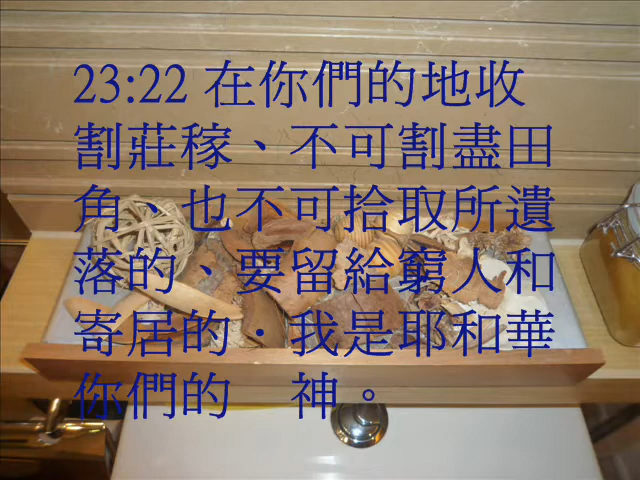 23:22 在你們的地收
割莊稼、不可割盡田
角、也不可拾取所遺
落的、要留給窮人和
寄居的．我是耶和華
你們的　神。